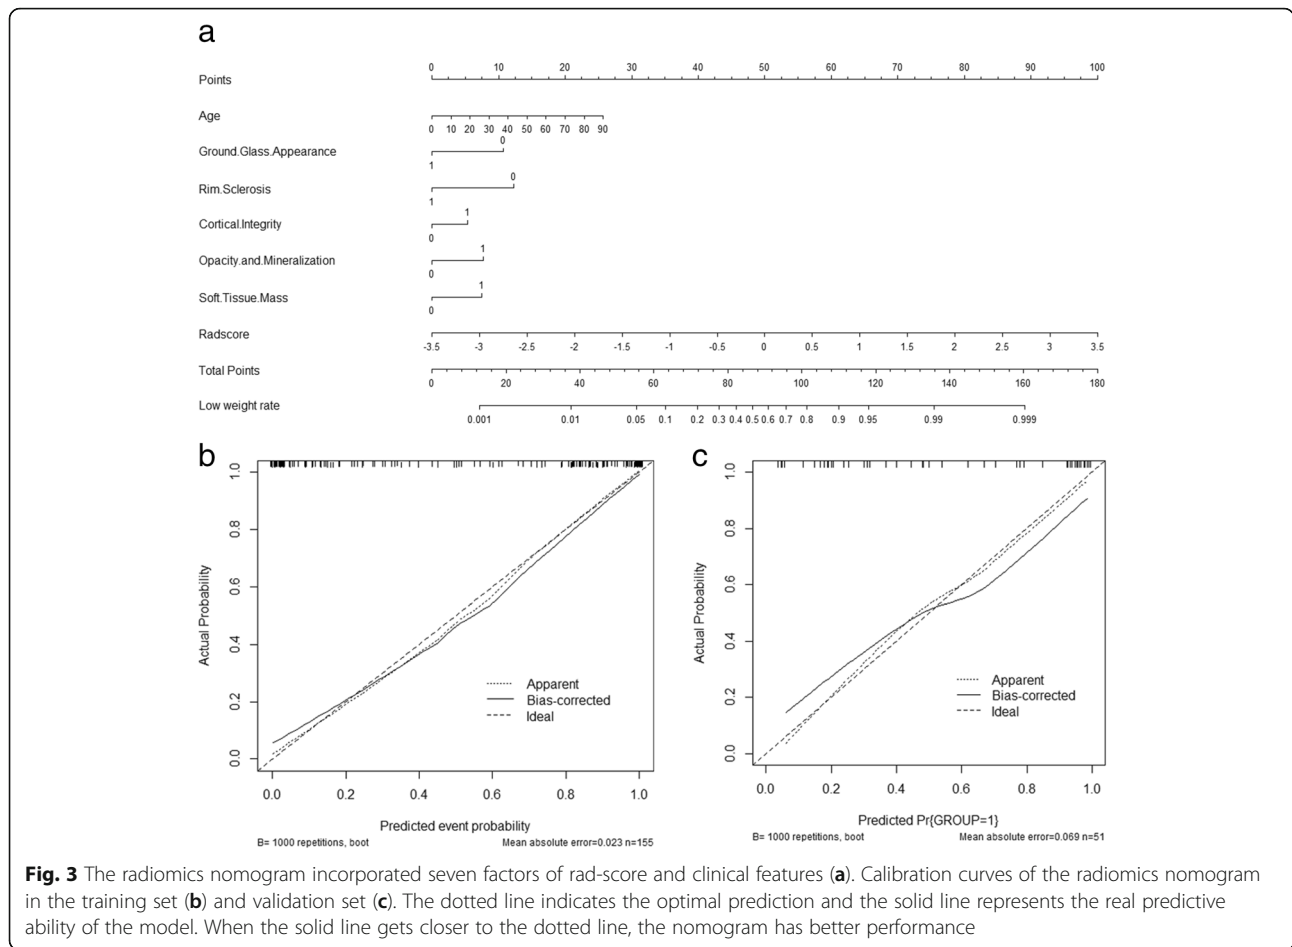 a
Points
0 10 20 30 40 50 60 70 80 90 100
Age
0 10 20 30 40 50 60 70 80 90
Ground.Glass.Appearance
0
1
Rim.Sclerosis
0
1
Cortical.Integrity
1
0
Opacity.and.Mineralization
1
0
Soft.Tissue.Mass
1
0
Radscore
-3.5 -3 -2.5 -2 -1.5 -1 -0.5 0 0.5 1 1.5 2 2.5 3 3.5
Total Points
0 20 40 60 80 100 120 140 160 180
Low weight rate
0.001 0.01 0.05 0.1 0.2 0.3 0.4 0.5 0.6 0.7 0.8 0.9 0.95 0.99 0.999
b
Actual Probability
1.0
0.8
0.6
0.4
0.2
0.0
Apparent
Bias-corrected
Ideal
0.0 0.2 0.4 0.6 0.8 1.0
Predicted event probability
B= 1000 repetitions, boot
Mean absolute error=0.023 n=155
c
Actual Probability
1.0
0.8
0.6
0.4
0.2
0.0
Apparent
Bias-corrected
Ideal
0.0 0.2 0.4 0.6 0.8 1.0
Predicted Pr{GROUP=1}
B= 1000 repetitions, boot
Mean absolute error=0.069 n=51
Fig. 3 The radiomics nomogram incorporated seven factors of rad-score and clinical features (a). Calibration curves of the radiomics nomogram
in the training set (b) and validation set (c). The dotted line indicates the optimal prediction and the solid line represents the real predictive
ability of the model. When the solid line gets closer to the dotted line, the nomogram has better performance